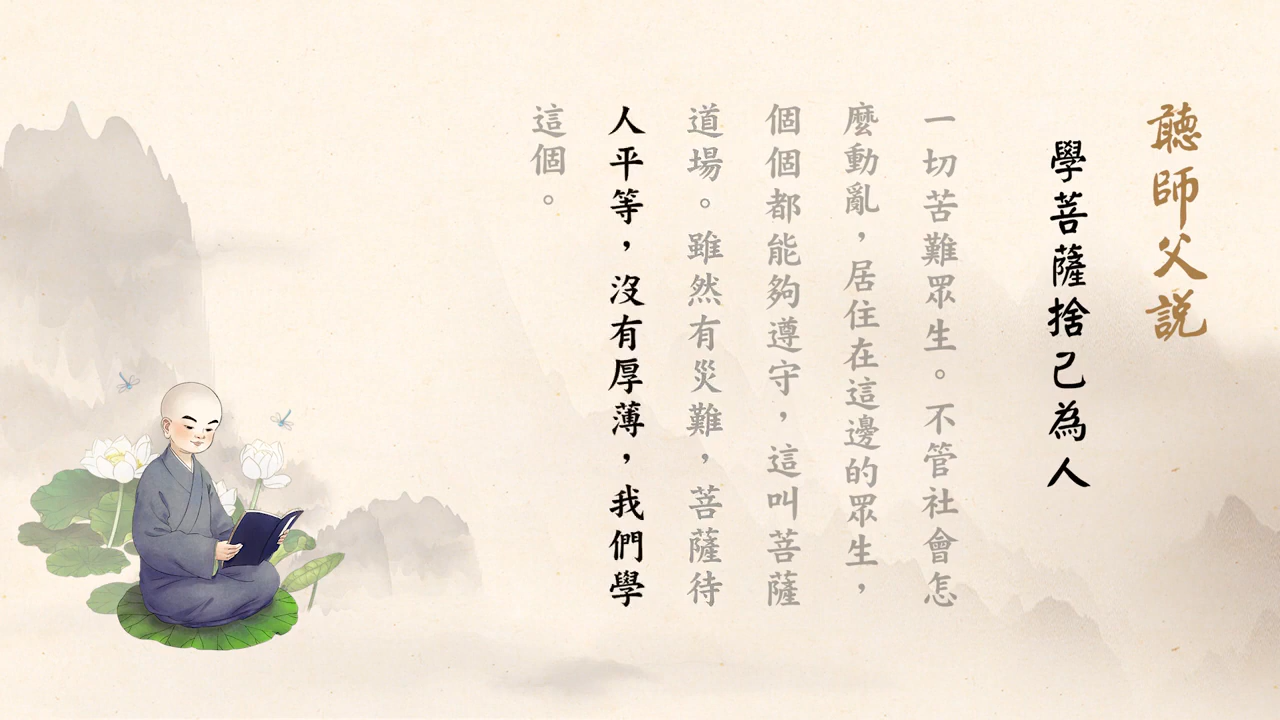 聽師父說
學菩薩捨己為人
一切苦難眾生。不管社會怎
麼動亂，居住在這邊的眾生，
個個都能夠遵守，這叫菩薩
道場。雖然有災難，菩薩待
人平等，沒有厚薄，我們學
這個。